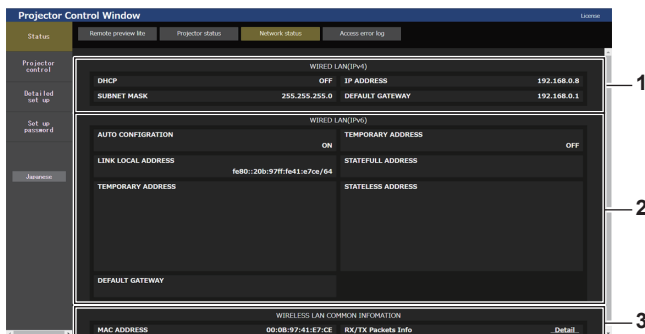 Projector Control Window
License
Status
Remote preview lite
Projector status
Network status
Access error log
Projector
control
Detailed
set up
Set up
password
Japanese
WIRED LAN(IPv4)
DHCP OFF IP ADDRESS 192.168.0.8
SUBNET MASK 255.255.255.0 DEFAULT GATEWAY 192.168.0.1
1
WIRED LAN(IPv6)
AUTO CONFIGRATION TEMPORARY ADDRESS
ON OFF
LINK LOCAL ADDRESS STATEFULL ADDRESS
fe80::20b:97ff:fe41:e7ce/64
TEMPORARY ADDRESS STATELESS ADDRESS
2
DEFAULT GATEWAY
WIRELESS LAN COMMON INFOMATION
3
MAC ADDRESS 00:0B:97:41:E7:CE RX/TX Packets Info Detail